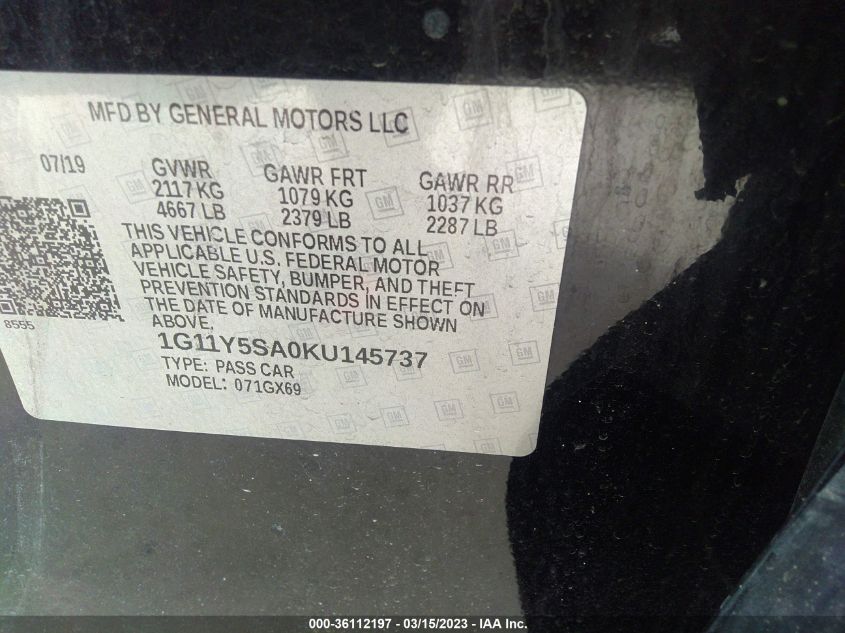 MFD BY GENERAL MOTORS LLC
07/19 GVWR GAWR FRT GAWR RR
2117 KG 1079 KG 1037 KG
4667 LB 2379 LB 2287 LB
THIS VEHICLE CONFORMS TO ALL
APPLICABLE U.S. FEDERAL MOTOR
VEHICLE SAFETY, BUMPER, AND THEFT
PREVENTION STANDARDS IN EFFECT ON
THE DATE OF MANUFACTURE SHOWN
ABOVE.
8555
1G11Y5SA0KU145737
TYPE: PASS CAR
MODEL: 071GX69
000-36112197 - 03/15/2023 - IAA Inc.